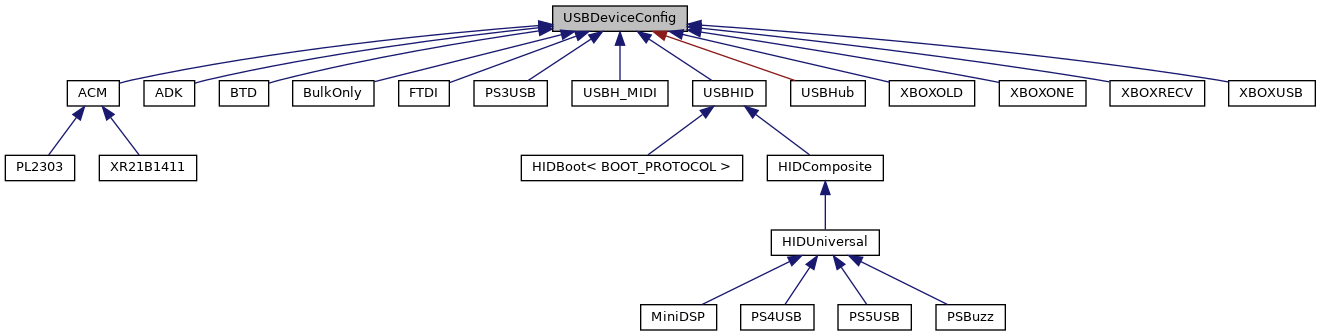 USBDeviceConfig
ACM
ADK
BTD
BulkOnly
FTDI
PS3USB
USBH_MIDI
USBHID
USBHub
XBOXOLD
XBOXONE
XBOXRECV
XBOXUSB
PL2303
XR21B1411
HIDBoot< BOOT_PROTOCOL >
HIDComposite
HIDUniversal
MiniDSP
PS4USB
PS5USB
PSBuzz